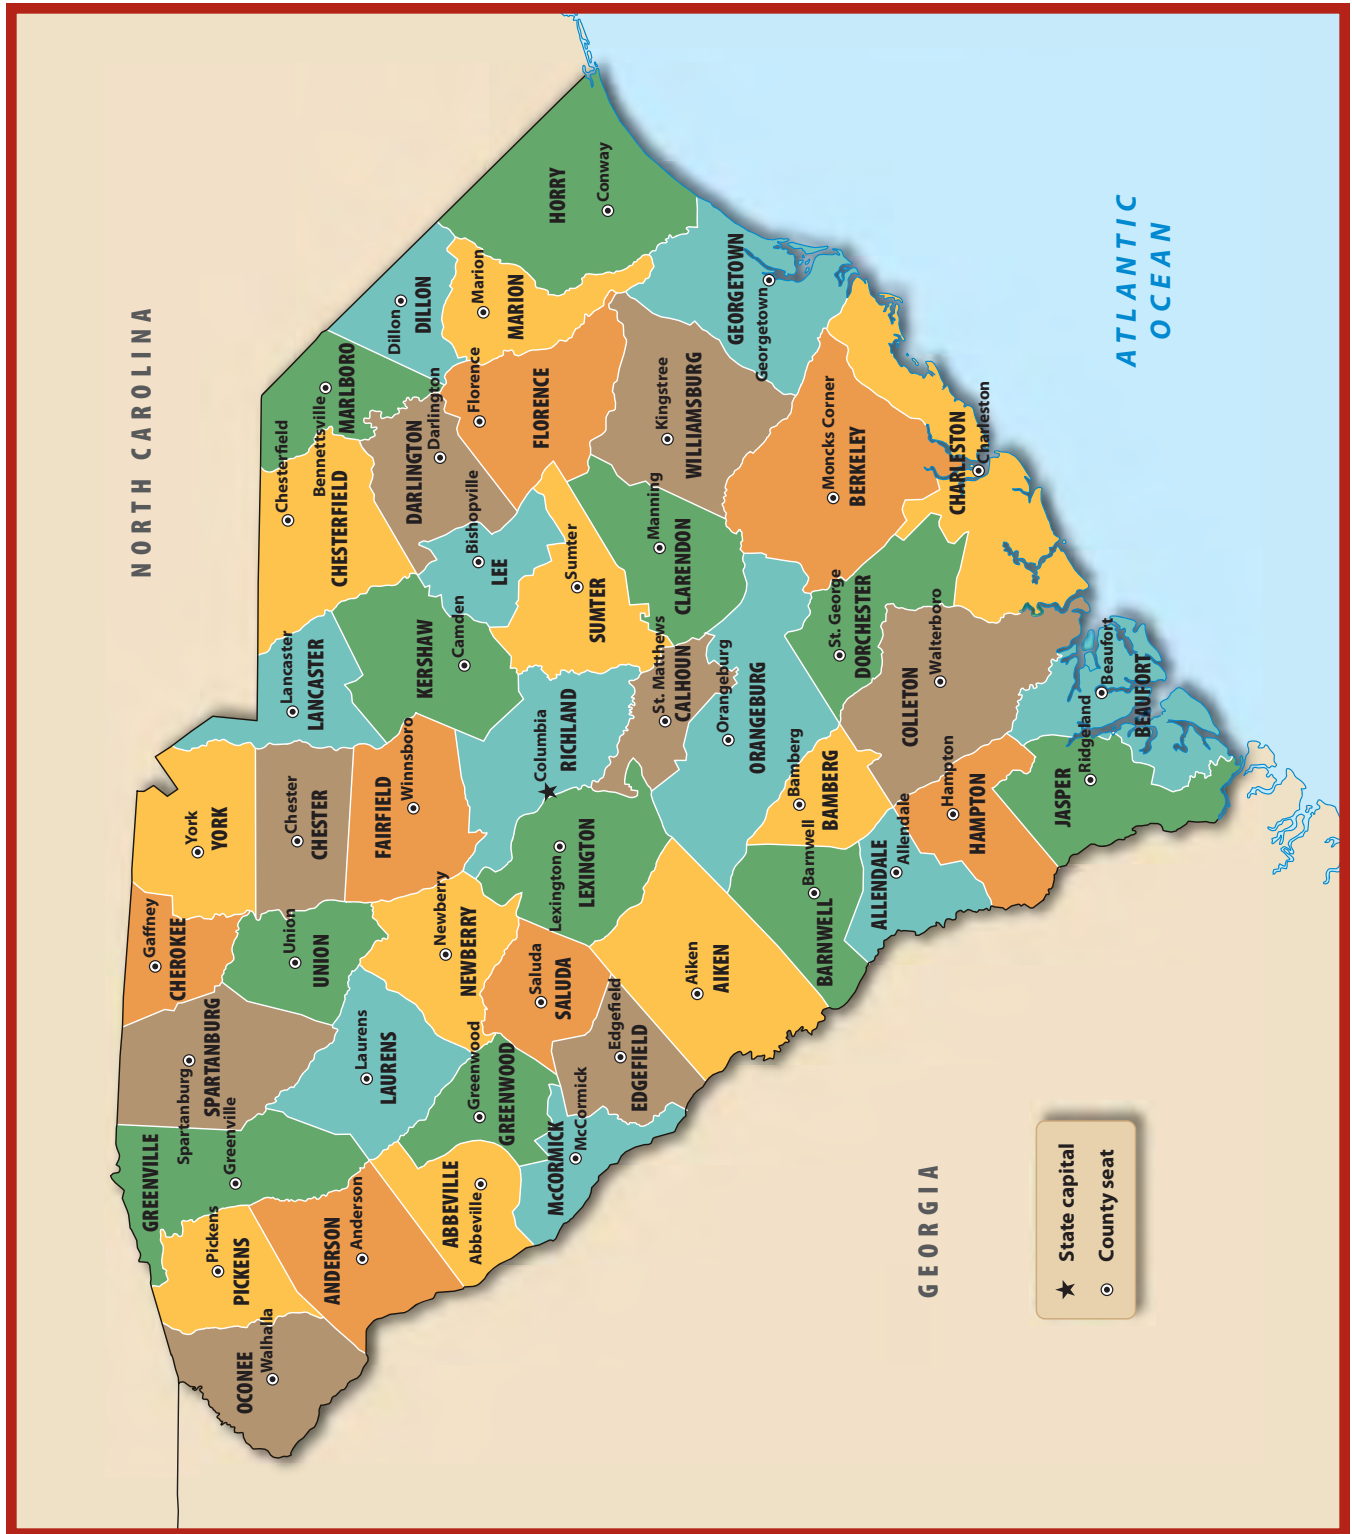 NORTH CAROLINA
GEORGIA
ATLANTIC
OCEAN
OCONEE
Walhalla
PICKENS
Pickens
GREENVILLE
Greenville
SPARTANBURG
Spartanburg
CHEROKEE
Gaffney
YORK
York
UNION
Union
CHESTER
Chester
LANCASTER
Lancaster
CHESTERFIELD
Chesterfield
MARLBORO
Bennettsville
DILLON
Dillon
DARLINGTON
Darlington
ANDERSON
Anderson
ABBEVILLE
Abbeville
LAURENS
Laurens
GREENWOOD
Greenwood
NEWBERRY
Newberry
FAIRFIELD
Winnsboro
KERSHAW
Camden
LEE
Bishopville
FLORENCE
Florence
MARION
Marion
HORRY
Conway
McCORMICK
McCormick
EDGEFIELD
Edgefield
SALUDA
Saluda
LEXINGTON
Lexington
RICHLAND
Columbia
SUMTER
Sumter
CLARENDON
Manning
WILLIAMSBURG
Kingstree
GEORGETOWN
Georgetown
AIKEN
Aiken
CALHOUN
St. Matthews
ORANGEBURG
Orangeburg
BARNWELL
Barnwell
BAMBERG
Bamberg
ALLENDALE
Allendale
DORCHESTER
St. George
BERKELEY
Moncks Corner
CHARLESTON
Charleston
COLLETON
Walterboro
HAMPTON
Hampton
JASPER
Ridgeland
BEAUFORT
Beaufort
State capital
County seat